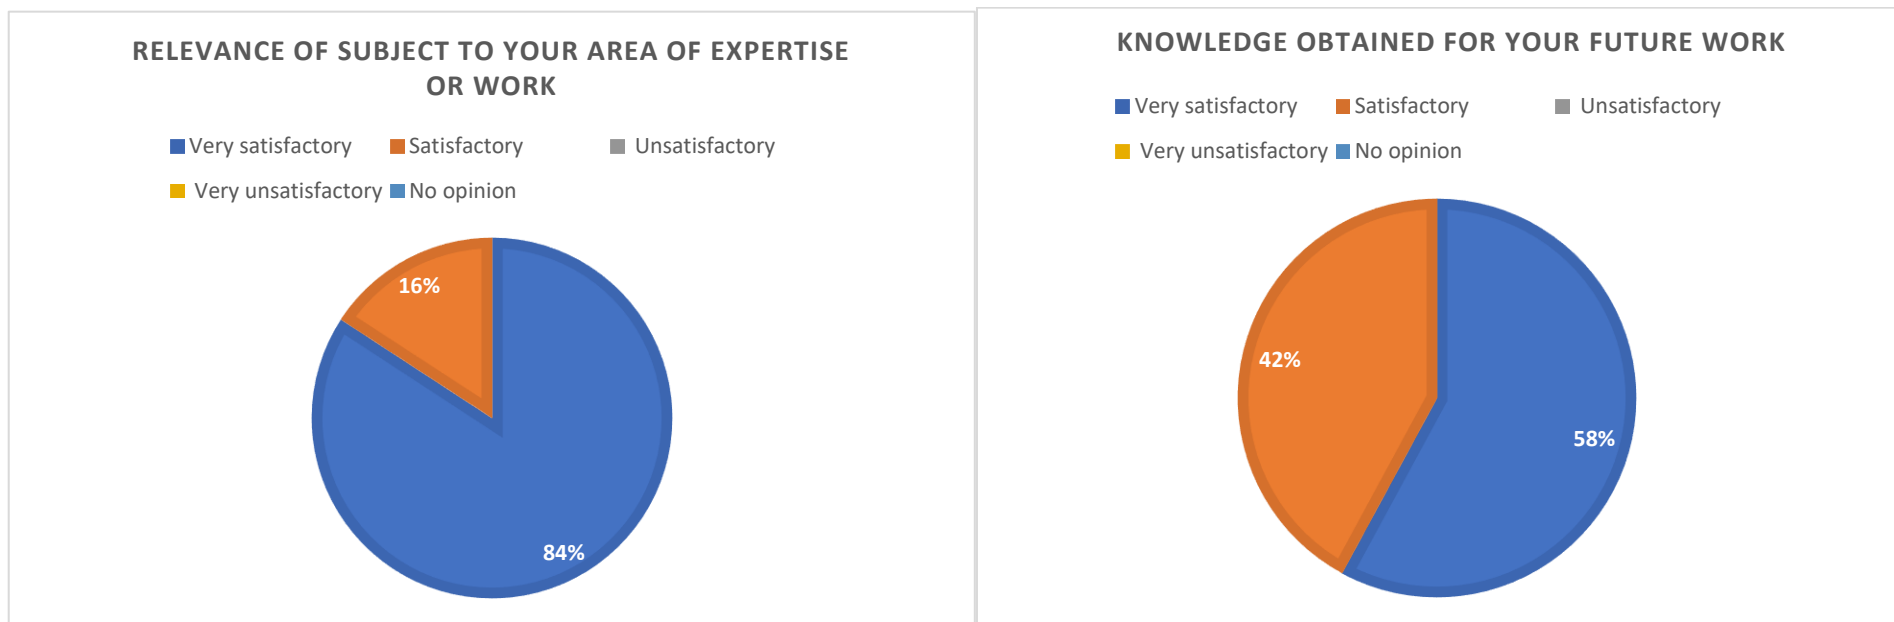 RELEVANCE OF SUBJECT TO YOUR AREA OF EXPERTISE
OR WORK
Very satisfactory Satisfactory Unsatisfactory
Very unsatisfactory No opinion
16%
84%
KNOWLEDGE OBTAINED FOR YOUR FUTURE WORK
Very satisfactory Satisfactory Unsatisfactory
Very unsatisfactory No opinion
42%
58%